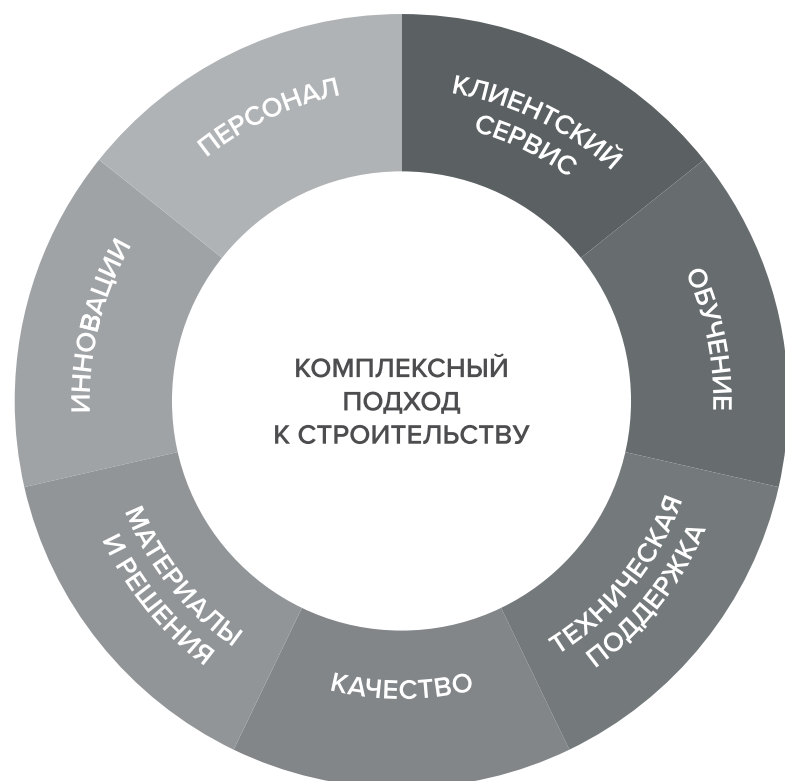 КЛИЕНТСКИЙ
СЕРВИС
ОБУЧЕНИЕ
ТЕХНИЧЕСКАЯ
ПОДДЕРЖКА
КАЧЕСТВО
МАТЕРИАЛЫ
И РЕШЕНИЯ
ИННОВАЦИИ
ПЕРСОНАЛ
КОМПЛЕКСНЫЙ
ПОДХОД
К СТРОИТЕЛЬСТВУ